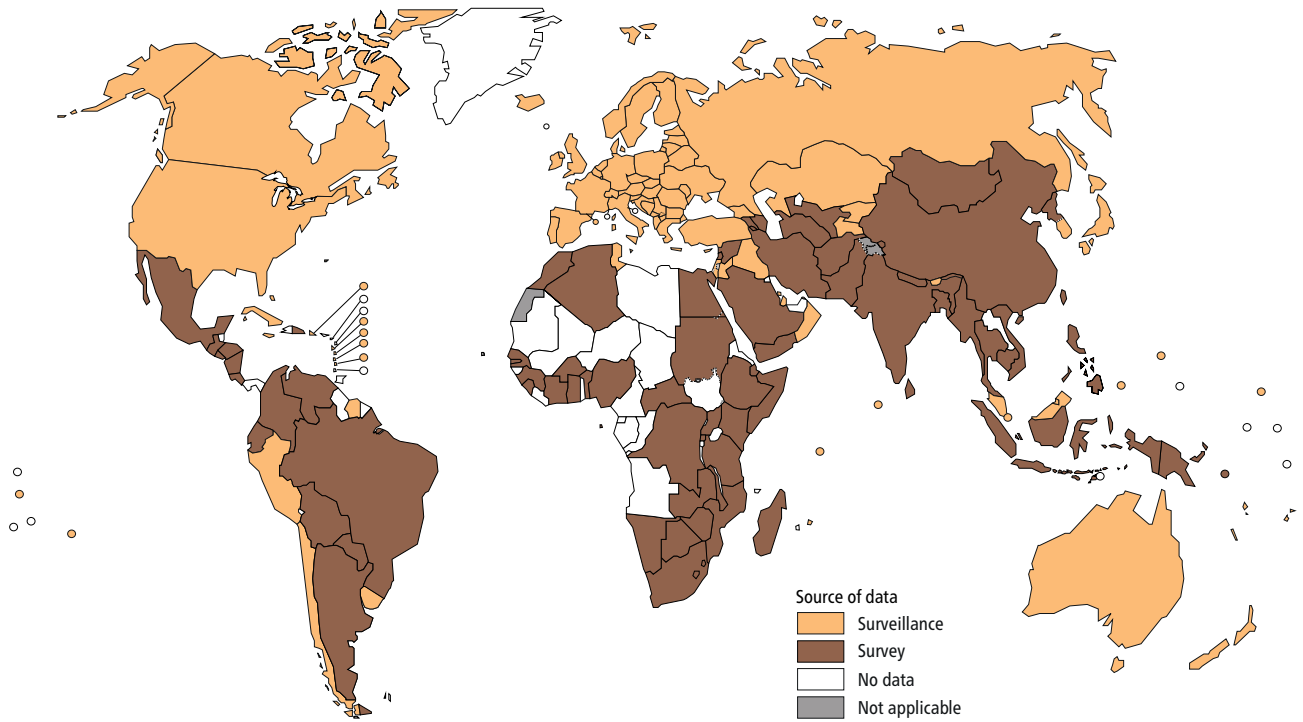 Source of data
Surveillance
Survey
No data
Not applicable